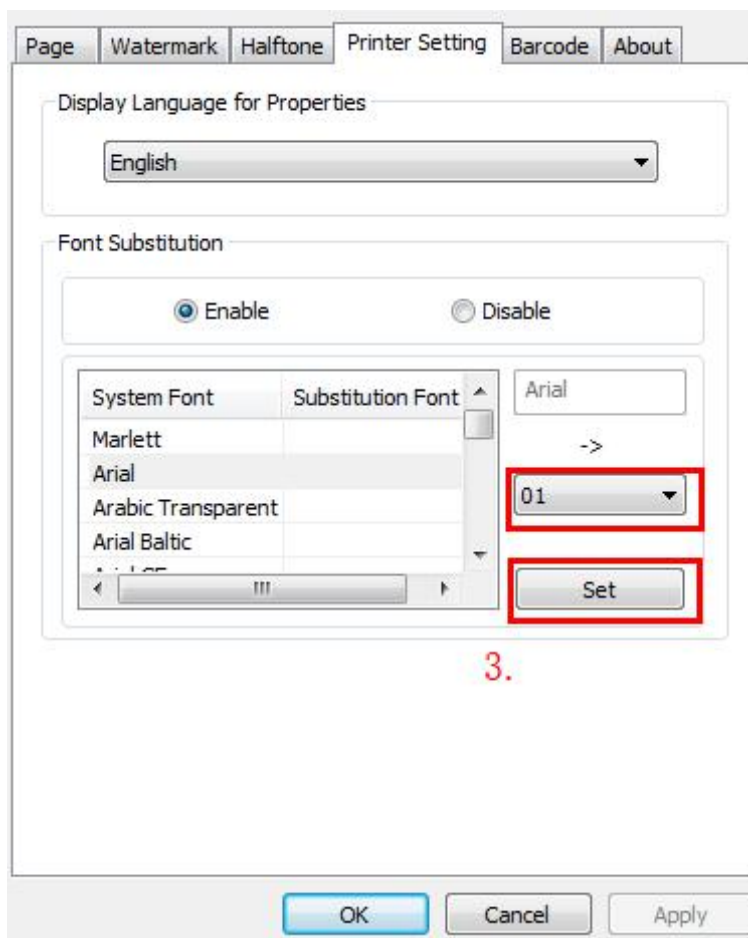 Page Watermark Halftone Printer Setting Barcode About
Display Language for Properties
English
Font Substitution
Enable Disable
System Font Substitution Font
Arial
Marlett
->
Arial
01
Arabic Transparent
Arial Baltic
Set
3.
OK Cancel Apply